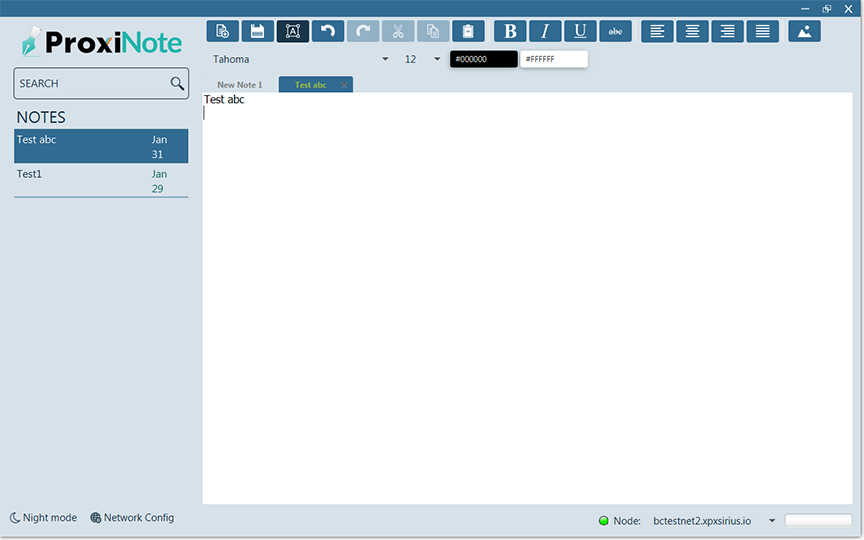 ProxiNote
SEARCH
NOTES
Test abc Jan
31
Test1 Jan
29
A B I U abc
Tahoma 12 #000000 #FFFFFF
New Note 1 Test abc
Test abc
Night mode Network Config
Node: bctestnet2.xpxsirius.io